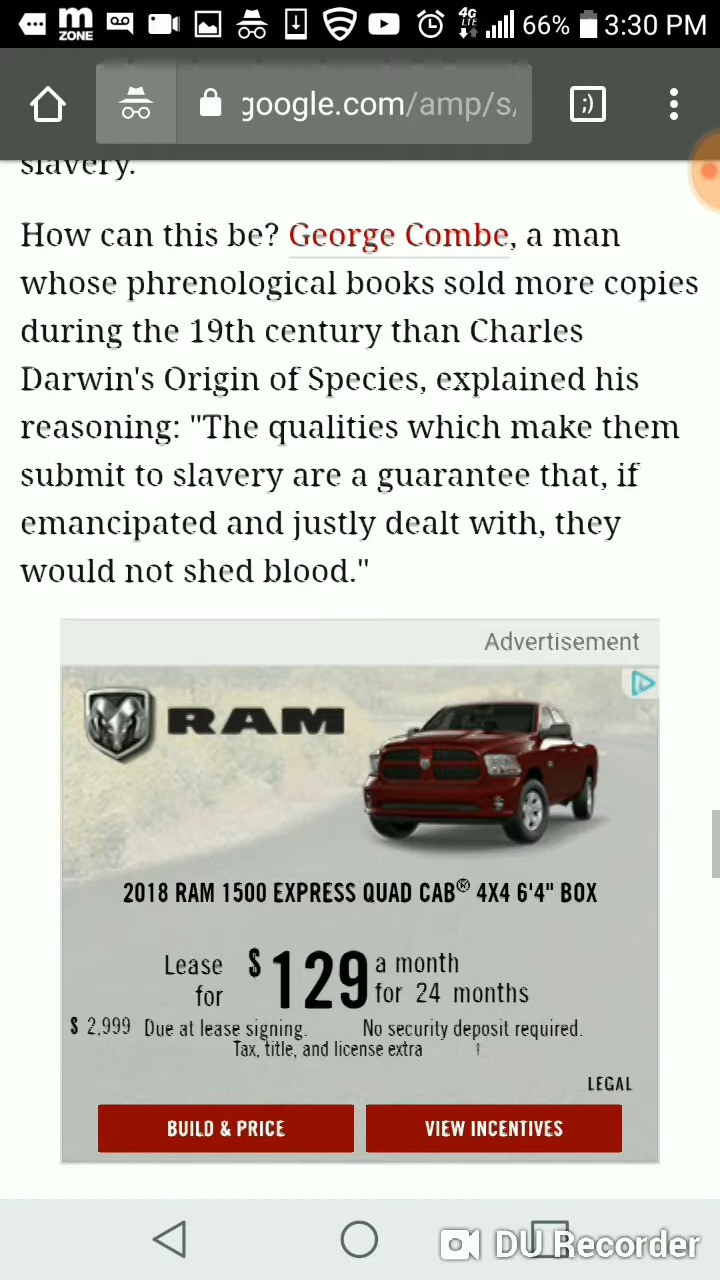 m
ZONE
4G
LTE
66%
3:30 PM
google.com/amp/s,
:)
slavery.
How can this be? George Combe, a man
whose phrenological books sold more copies
during the 19th century than Charles
Darwin's Origin of Species, explained his
reasoning: "The qualities which make them
submit to slavery are a guarantee that, if
emancipated and justly dealt with, they
would not shed blood."
Advertisement
RAM
2018 RAM 1500 EXPRESS QUAD CAB® 4X4 6'4" BOX
Lease for $129 a month for 24 months
$ 2,999 Due at lease signing. No security deposit required.
Tax, title, and license extra †
LEGAL
BUILD & PRICE VIEW INCENTIVES
DU Recorder